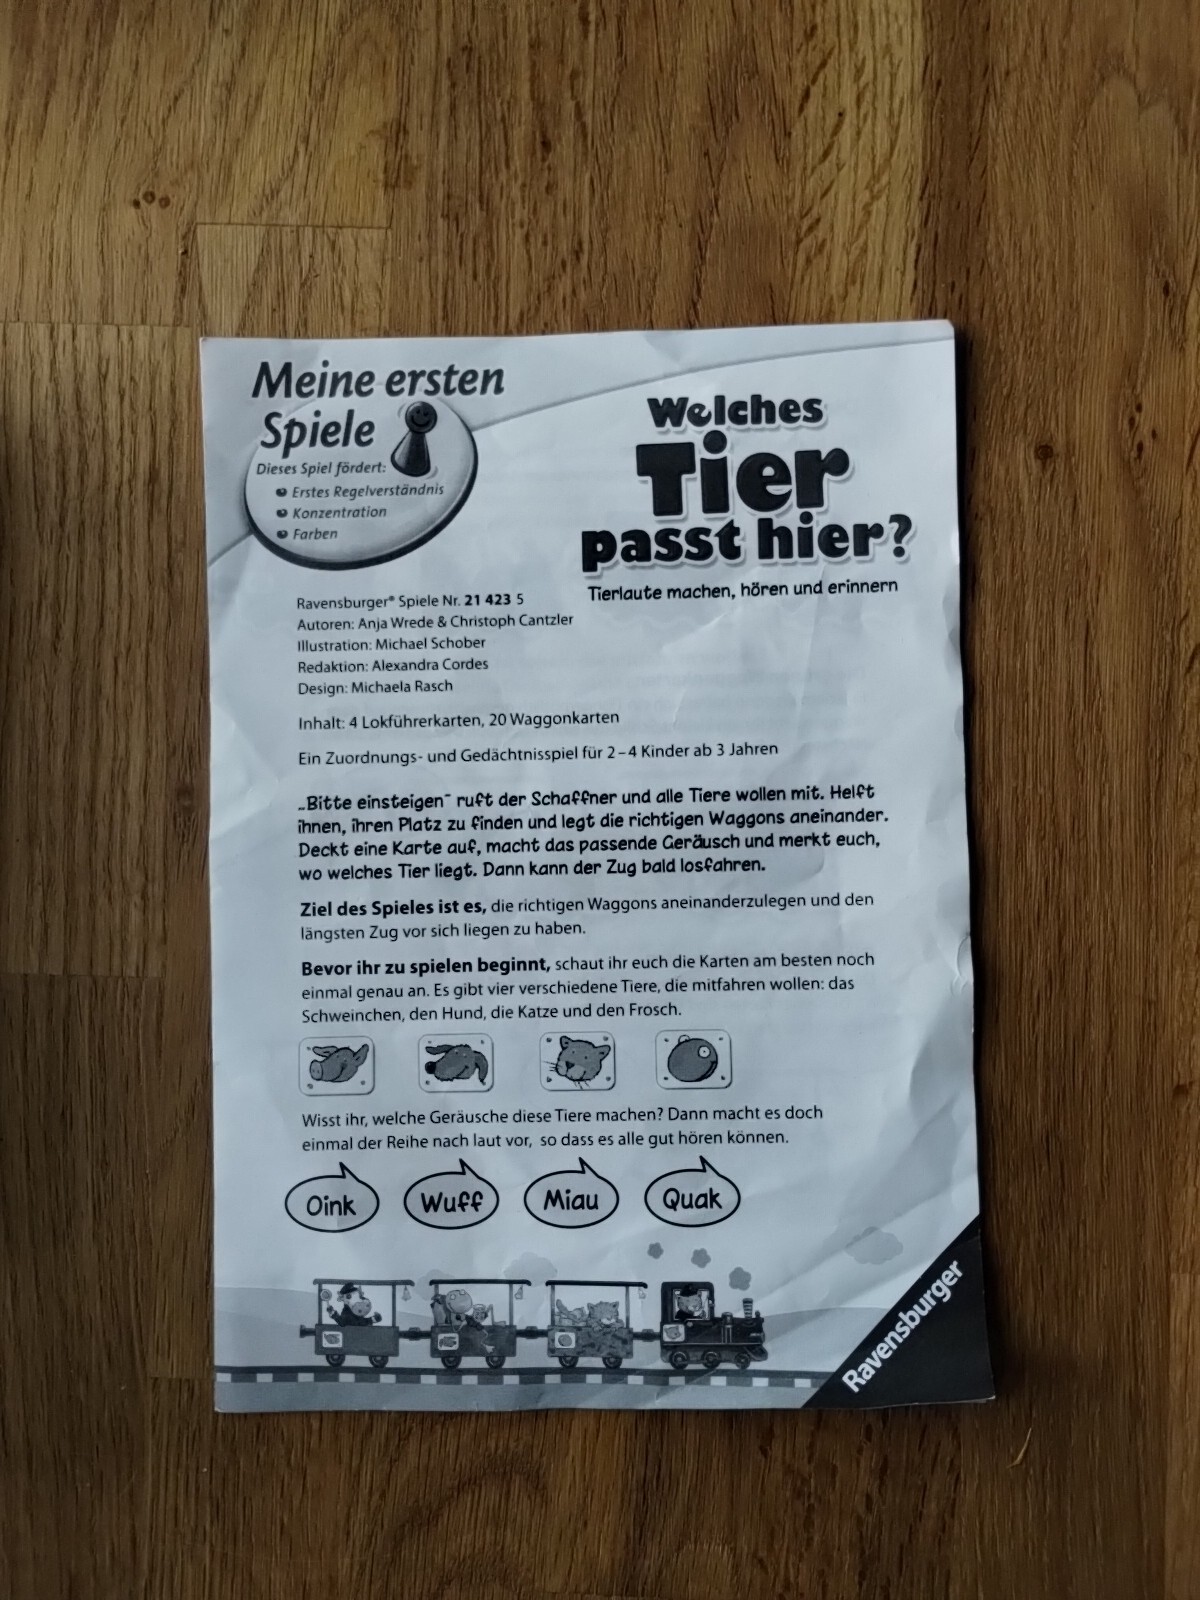 Meine ersten
Spiele
Dieses Spiel fördert:
Erstes Regelverständnis
Konzentration
Farben
Welches
Tier
passt hier?
Tierlaute machen, hören und erinnern
Ravensburger® Spiele Nr. 21 423 5
Autoren: Anja Wrede & Christoph Cantzler
Illustration: Michael Schober
Redaktion: Alexandra Cordes
Design: Michaela Rasch
Inhalt: 4 Lokführerkarten, 20 Waggonkarten
Ein Zuordnungs- und Gedächtnisspiel für 2–4 Kinder ab 3 Jahren
„Bitte einsteigen“ ruft der Schaffner und alle Tiere wollen mit. Helft
ihnen, ihren Platz zu finden und legt die richtigen Waggons aneinander.
Deckt eine Karte auf, macht das passende Geräusch und merkt euch,
wo welches Tier liegt. Dann kann der Zug bald losfahren.
Ziel des Spieles ist es, die richtigen Waggons aneinanderzulegen und den
längsten Zug vor sich liegen zu haben.
Bevor ihr zu spielen beginnt, schaut ihr euch die Karten am besten noch
einmal genau an. Es gibt vier verschiedene Tiere, die mitfahren wollen: das
Schweinchen, den Hund, die Katze und den Frosch.
Wisst ihr, welche Geräusche diese Tiere machen? Dann macht es doch
einmal der Reihe nach laut vor, so dass es alle gut hören können.
Oink Wuff Miau Quak
Ravensburger